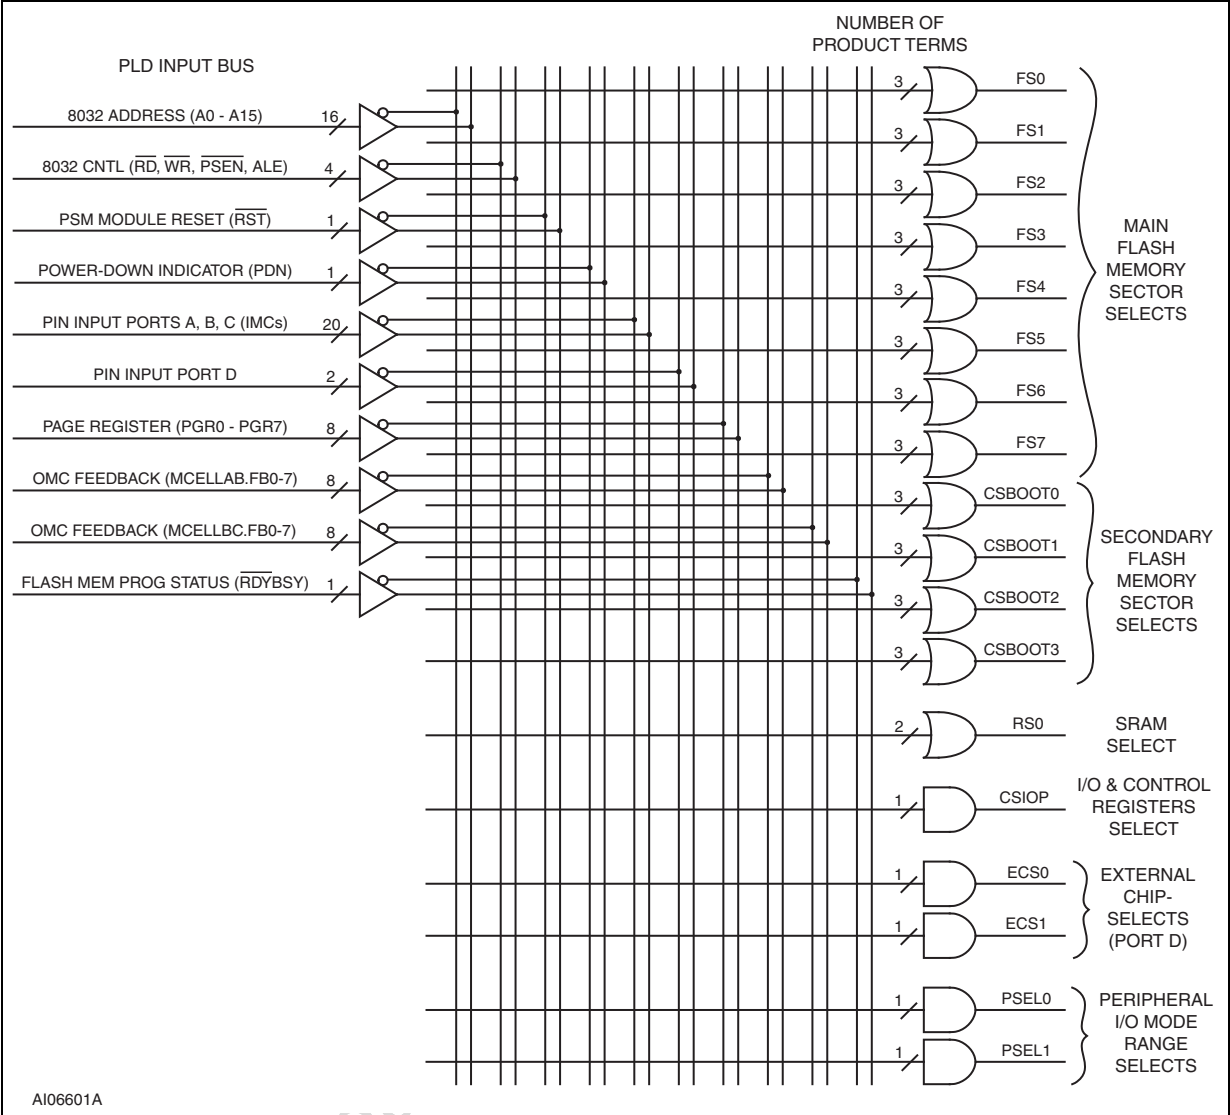 NUMBER OF
PRODUCT TERMS
PLD INPUT BUS
8032 ADDRESS (A0 - A15)
16
8032 CNTL (RD, WR, PSEN, ALE)
4
PSM MODULE RESET (RST)
1
POWER-DOWN INDICATOR (PDN)
1
PIN INPUT PORTS A, B, C (IMCs)
20
PIN INPUT PORT D
2
PAGE REGISTER (PGR0 - PGR7)
8
OMC FEEDBACK (MCELLAB.FB0-7)
8
OMC FEEDBACK (MCELLBC.FB0-7)
8
FLASH MEM PROG STATUS (RDYBSY)
1
3
FS0
3
FS1
3
FS2
3
FS3
3
FS4
3
FS5
3
FS6
3
FS7
MAIN
FLASH
MEMORY
SECTOR
SELECTS
3
CSBOOT0
3
CSBOOT1
3
CSBOOT2
3
CSBOOT3
SECONDARY
FLASH
MEMORY
SECTOR
SELECTS
2
RS0
SRAM
SELECT
1
CSIOP
I/O & CONTROL
REGISTERS
SELECT
1
ECS0
1
ECS1
EXTERNAL
CHIP-
SELECTS
(PORT D)
1
PSEL0
1
PSEL1
PERIPHERAL
I/O MODE
RANGE
SELECTS
AI06601A